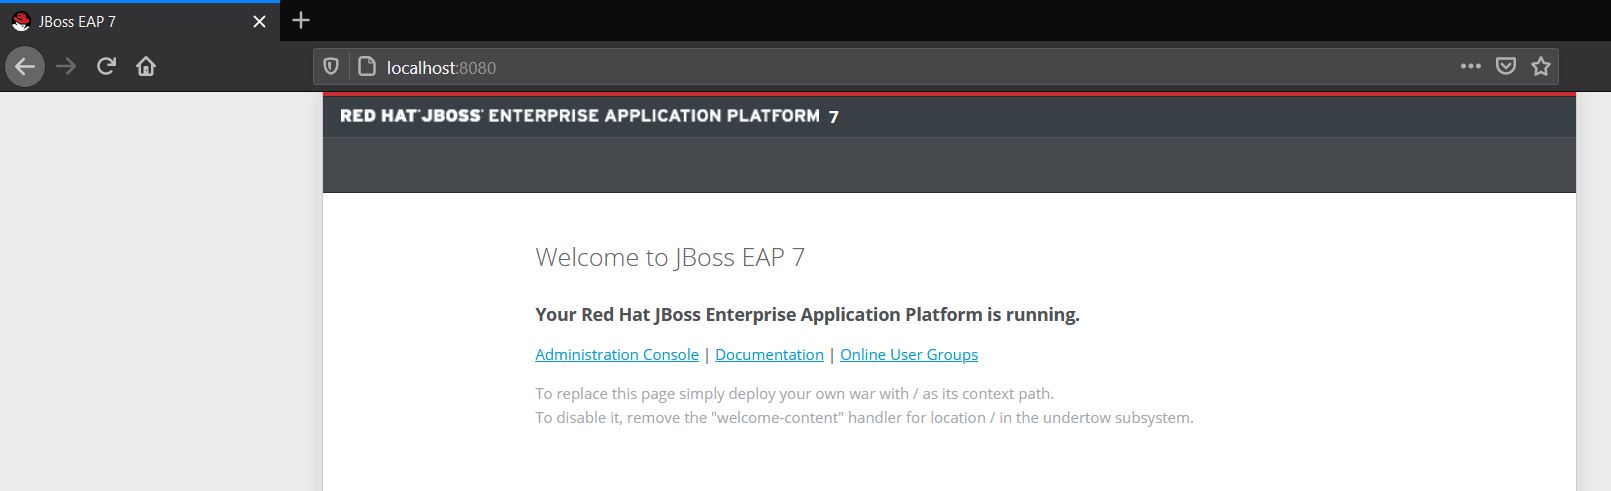 JBoss EAP 7
localhost:8080
RED HAT JBOSS ENTERPRISE APPLICATION PLATFORM 7
Welcome to JBoss EAP 7
Your Red Hat JBoss Enterprise Application Platform is running.
Administration Console | Documentation | Online User Groups
To replace this page simply deploy your own war with / as its context path.
To disable it, remove the "welcome-content" handler for location / in the undertow subsystem.